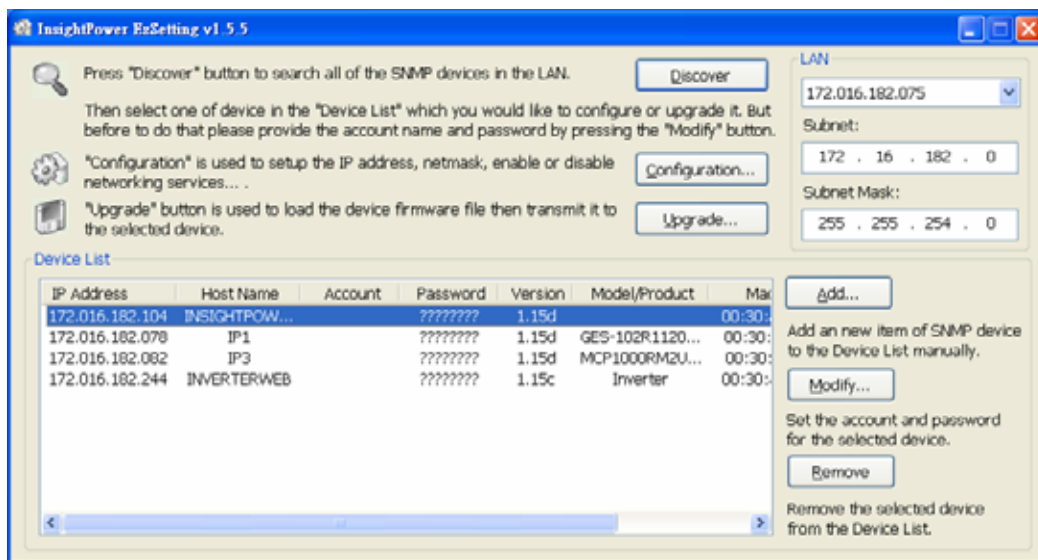 InsightPower EzSetting v1.5.5
Press "Discover" button to search all of the SNMP devices in the LAN.
Discover
Then select one of device in the "Device List" which you would like to configure or upgrade it. But
before to do that please provide the account name and password by pressing the "Modify" button.
"Configuration" is used to setup the IP address, netmask, enable or disable
networking services... .
Configuration...
"Upgrade" button is used to load the device firmware file then transmit it to
the selected device.
Upgrade...
LAN
172.016.182.075
Subnet:
172 . 16 . 182 . 0
Subnet Mask:
255 . 255 . 254 . 0
Device List
IP Address Host Name Account Password Version Model/Product Mac
172.016.182.104 INSIGHTPOW... ???????? 1.15d 00:30:
172.016.182.078 IP1 ???????? 1.15d GES-102R1120... 00:30:
172.016.182.082 IP3 ???????? 1.15d MCP1000RM2U... 00:30:
172.016.182.244 INVERTERWEB ???????? 1.15c Inverter 00:30:
Add...
Add an new item of SNMP device
to the Device List manually.
Modify...
Set the account and password
for the selected device.
Remove
Remove the selected device
from the Device List.